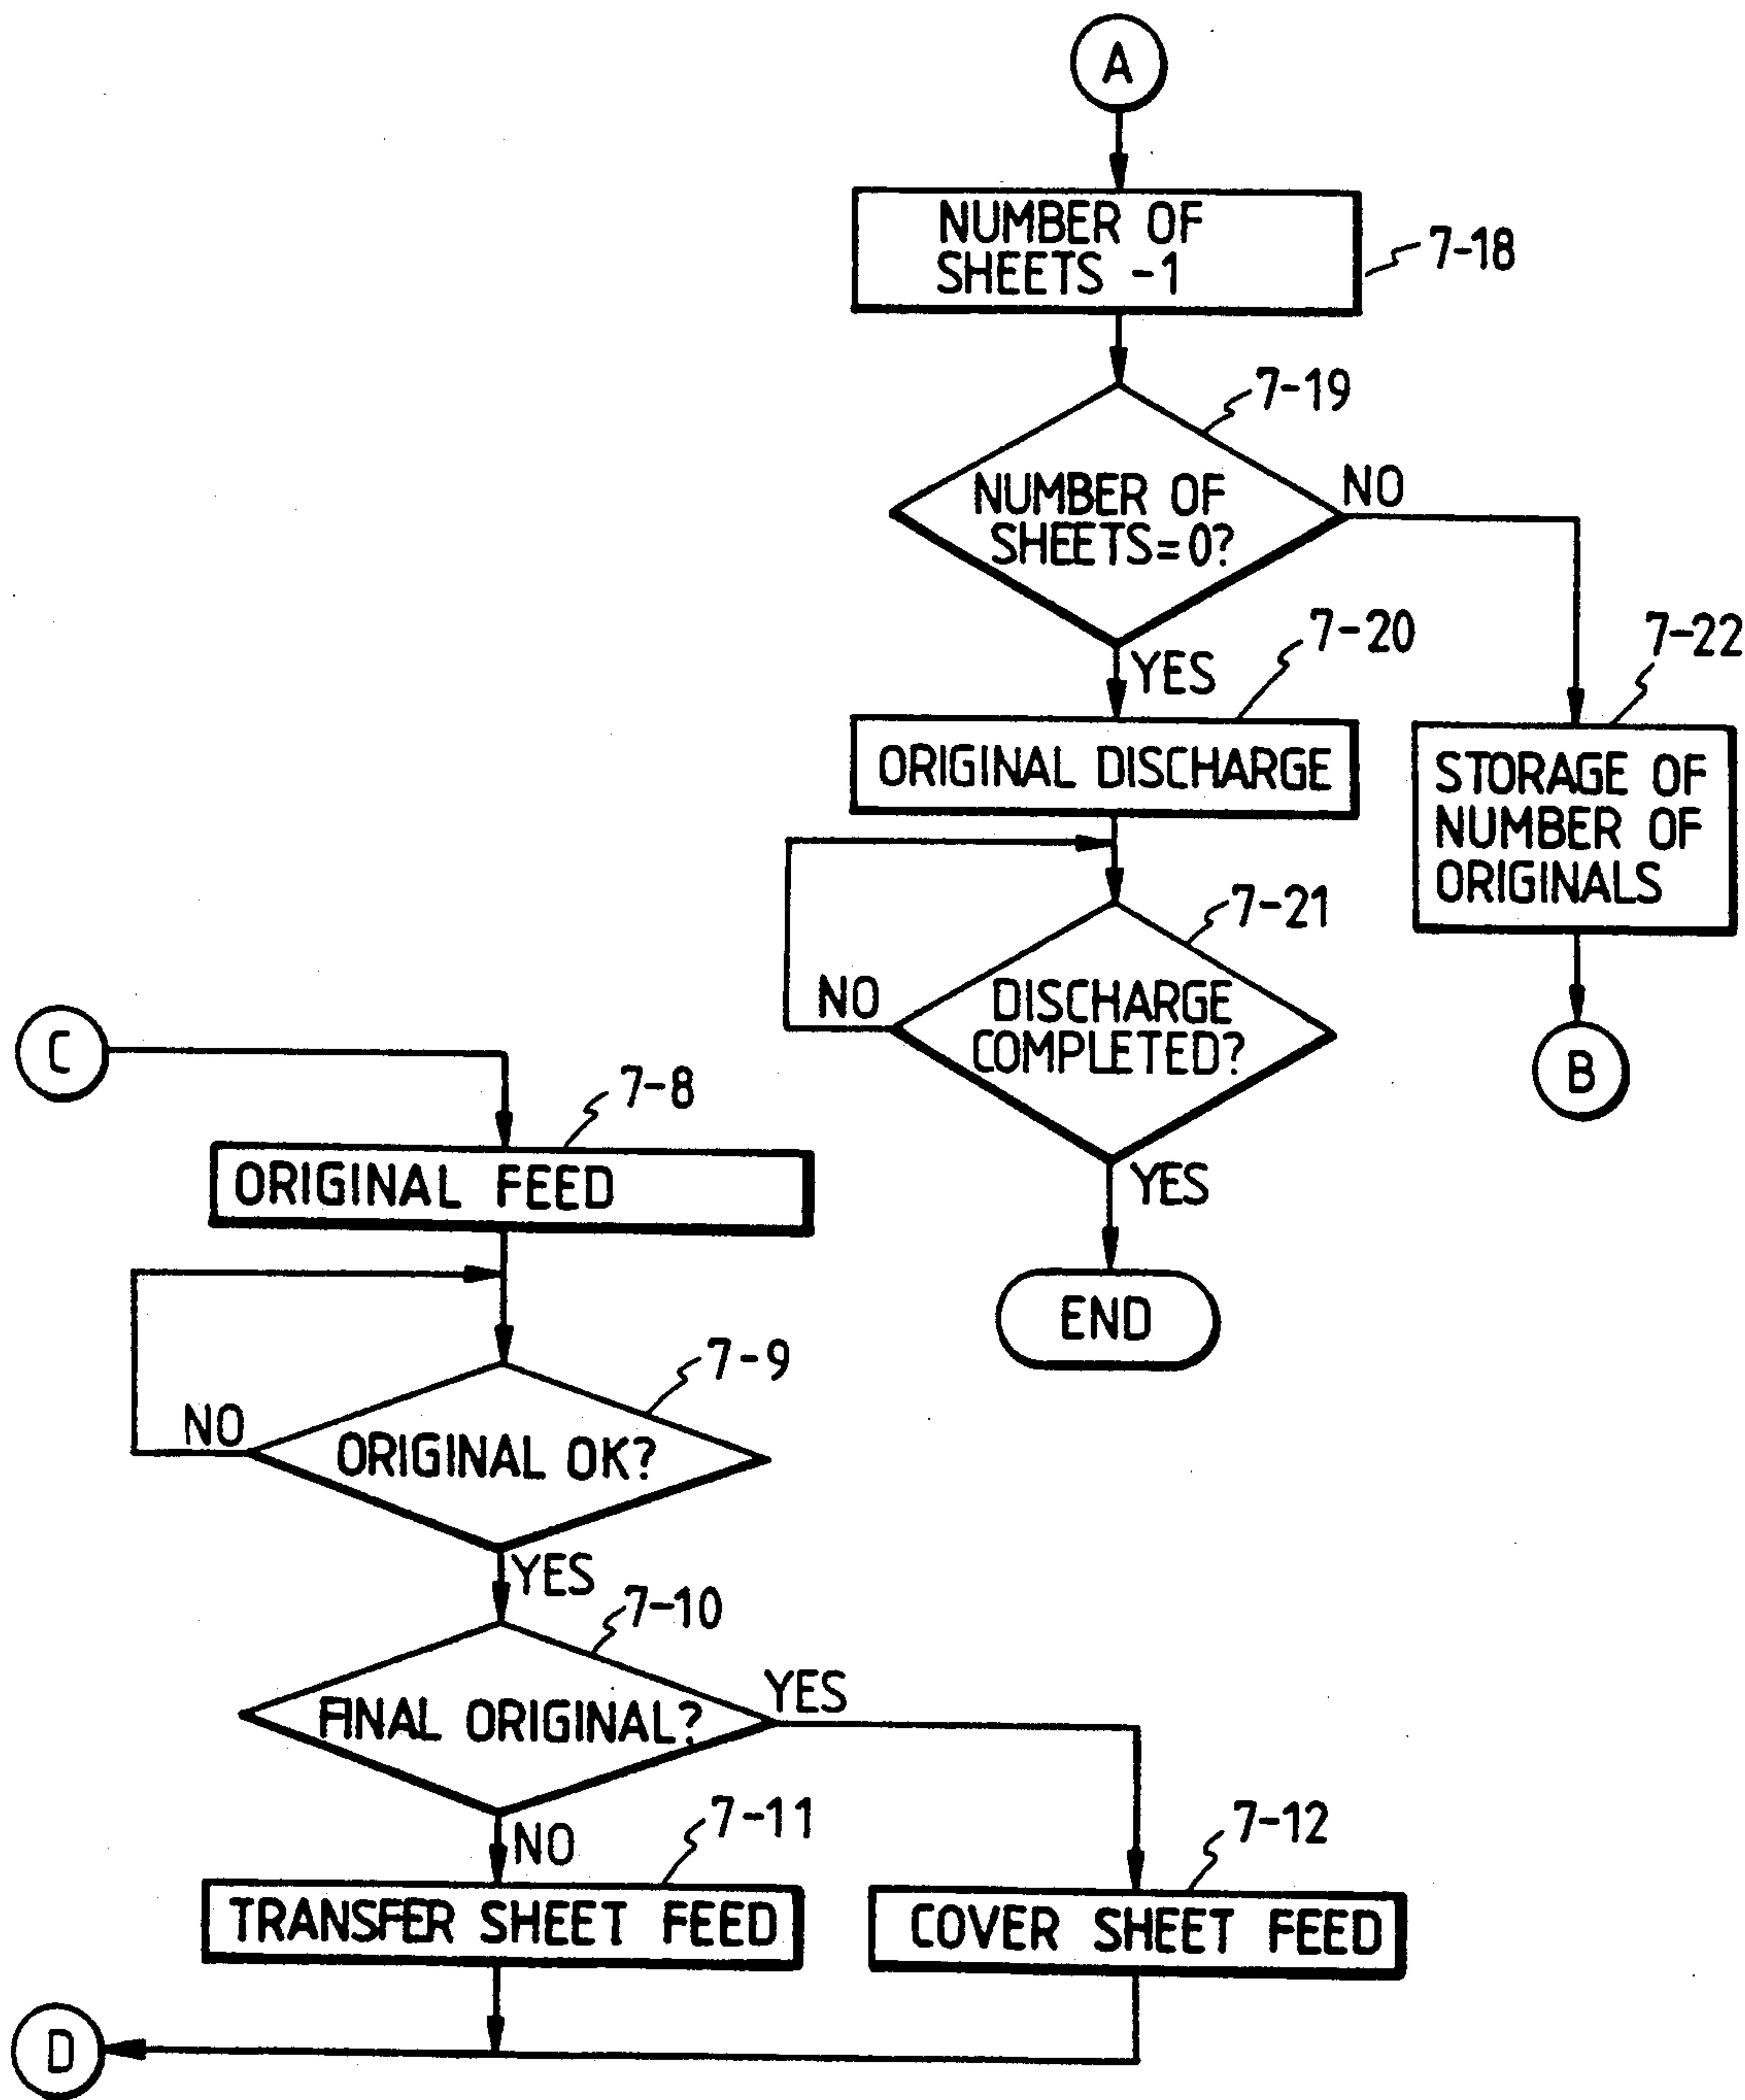 A
NUMBER OF
SHEETS -1
7-18
7-19
NUMBER OF
SHEETS=0?
NO
YES
7-20
7-22
ORIGINAL DISCHARGE
STORAGE OF
NUMBER OF
ORIGINALS
7-21
NO
DISCHARGE
COMPLETED?
B
YES
END
C
7-8
ORIGINAL FEED
7-9
NO
ORIGINAL OK?
YES
7-10
FINAL ORIGINAL?
YES
NO
7-11
7-12
TRANSFER SHEET FEED
COVER SHEET FEED
D